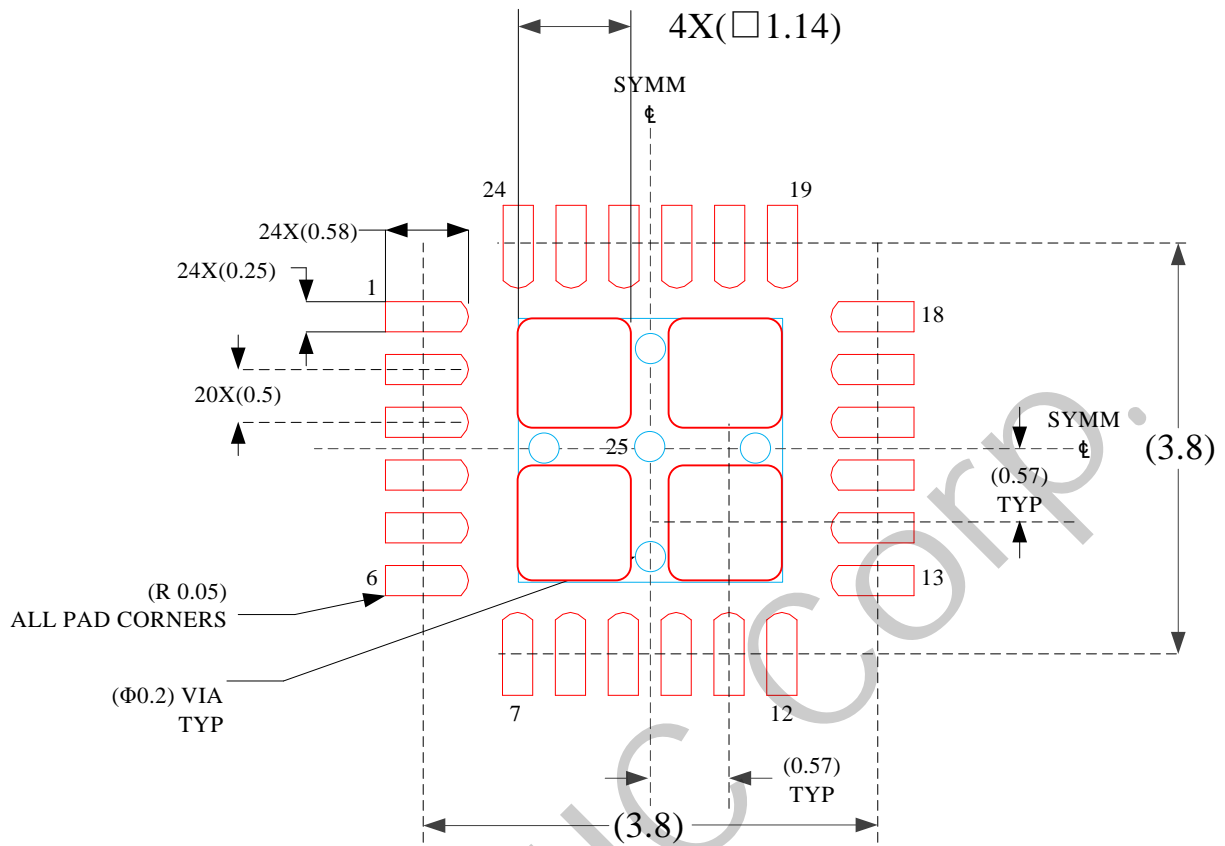 4X(□1.14)
SYMM
℄
24
19
24X(0.58)
24X(0.25)
1
18
20X(0.5)
SYMM
℄
25
(3.8)
(0.57)
TYP
6
13
(R 0.05)
ALL PAD CORNERS
(Φ0.2) VIA
TYP
7
12
(0.57)
TYP
(3.8)
Corp.